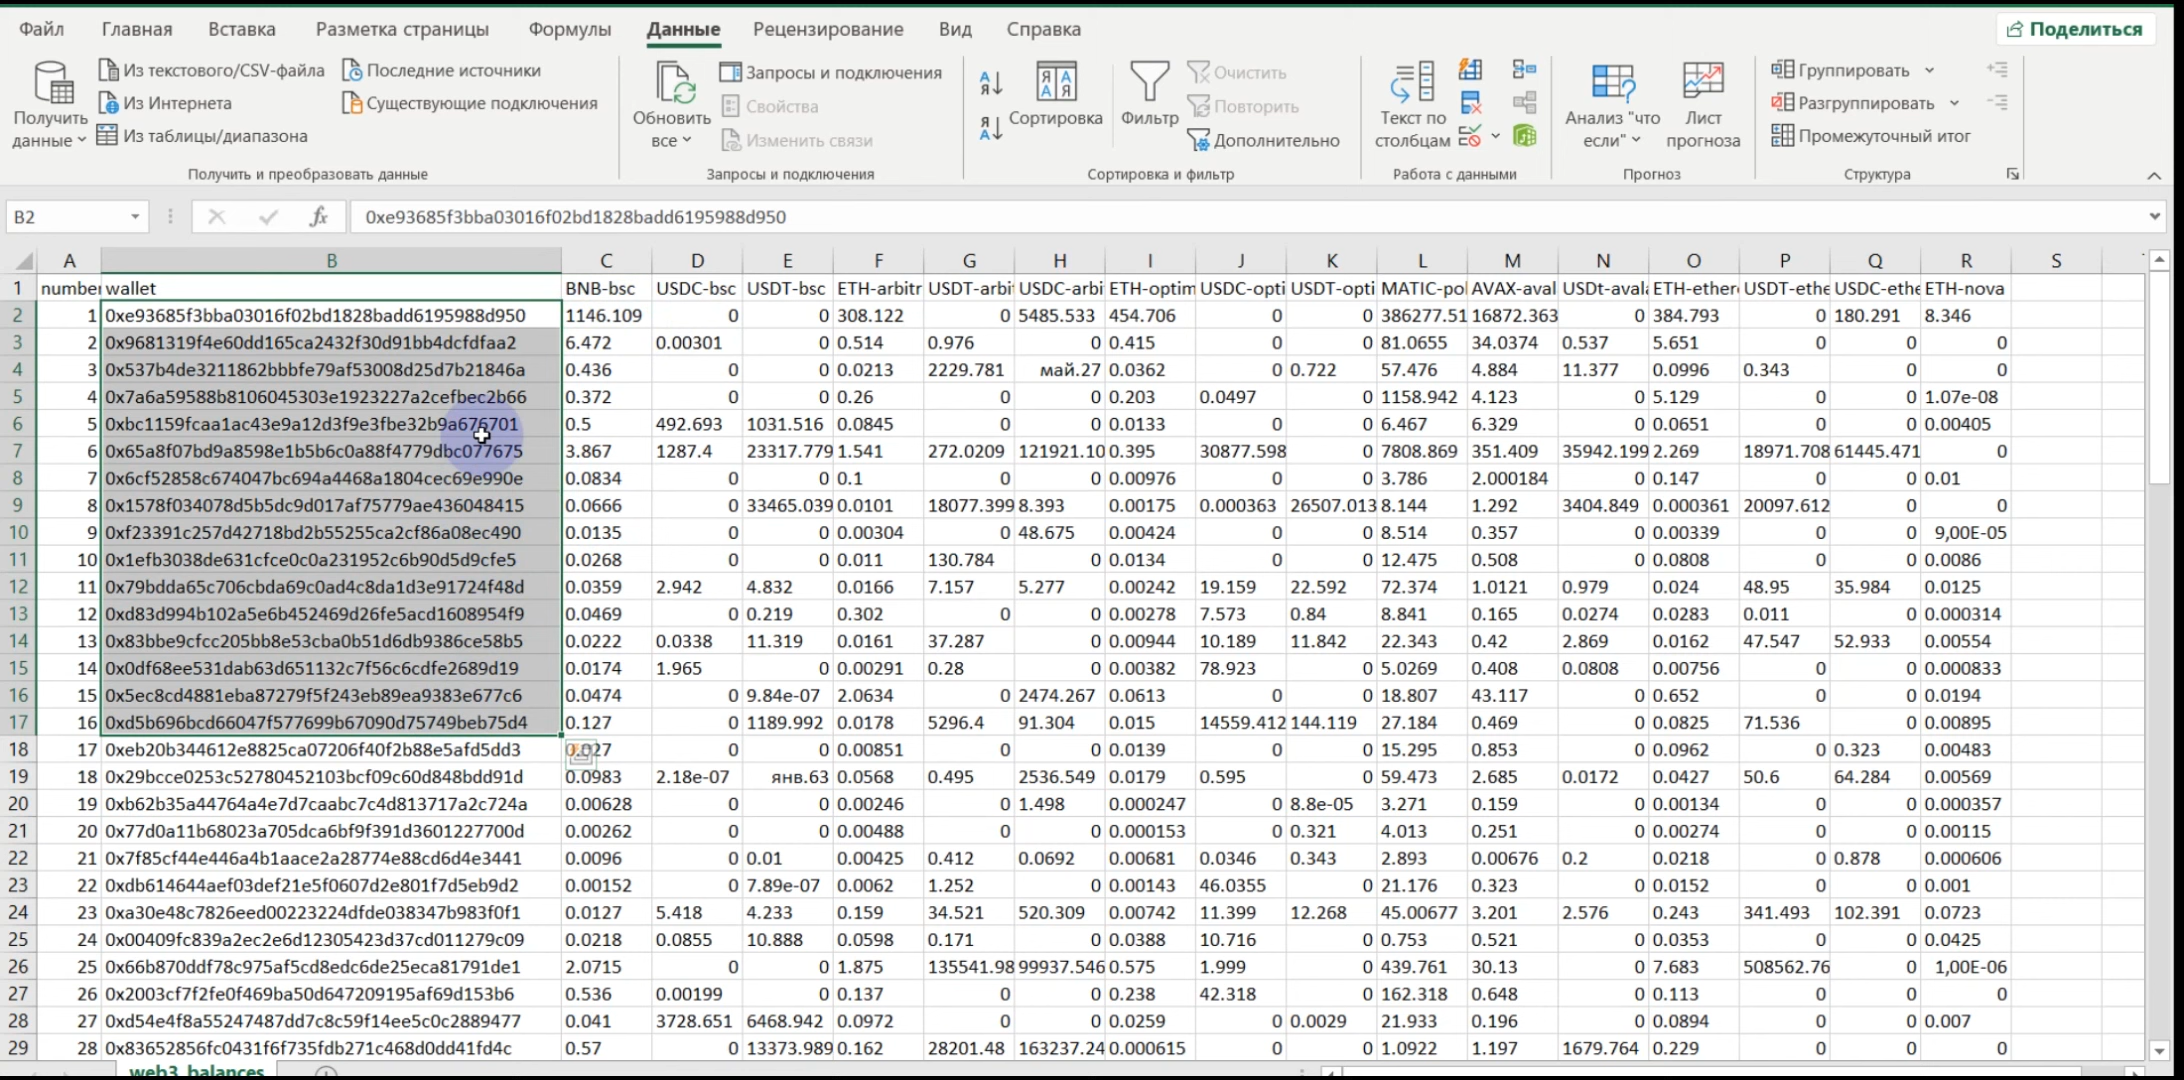 Файл Главная Вставка Разметка страницы Формулы Данные Рецензирование Вид Справка Поделиться
Получить данные
Из текстового/CSV-файла
Из Интернета
Из таблицы/диапазона
Последние источники
Существующие подключения
Получить и преобразовать данные
Обновить все
Запросы и подключения
Свойства
Изменить связи
Запросы и подключения
Сортировка
Фильтр
Очистить
Повторить
Дополнительно
Сортировка и фильтр
Текст по столбцам
Работа с данными
Анализ "что если"
Лист прогноза
Прогноз
Группировать
Разгруппировать
Промежуточный итог
Структура
B2 fx 0xe93685f3bba03016f02bd1828badd6195988d950
A B C D E F G H I J K L M N O P Q R S
1 number wallet BNB-bsc USDC-bsc USDT-bsc ETH-arbitr USDT-arbi USDC-arbi ETH-optim USDC-opti USDT-opti MATIC-pol AVAX-aval USDt-avala ETH-ether USDT-ethe USDC-ethe ETH-nova
2 1 0xe93685f3bba03016f02bd1828badd6195988d950 1146.109 0 0 308.122 0 5485.533 454.706 0 0 386277.51 16872.363 0 384.793 0 180.291 8.346
3 2 0x9681319f4e60dd165ca2432f30d91bb4dcfdfaa2 6.472 0.00301 0 0.514 0.976 0 0.415 0 0 81.0655 34.0374 0.537 5.651 0 0 0
4 3 0x537b4de3211862bbbfe79af53008d25d7b21846a 0.436 0 0 0.0213 2229.781 май.27 0.0362 0 0.722 57.476 4.884 11.377 0.0996 0.343 0 0
5 4 0x7a6a59588b8106045303e1923227a2cefbec2b66 0.372 0 0 0.26 0 0 0.203 0.0497 0 1158.942 4.123 0 5.129 0 0 1.07e-08
6 5 0xbc1159fcaa1ac43e9a12d3f9e3fbe32b9a676701 0.5 492.693 1031.516 0.0845 0 0 0.0133 0 0 6.467 6.329 0 0.0651 0 0 0.00405
7 6 0x65a8f07bd9a8598e1b5b6c0a88f4779dbc077675 3.867 1287.4 23317.779 1.541 272.0209 121921.10 0.395 30877.598 0 7808.869 351.409 35942.199 2.269 18971.708 61445.471 0
8 7 0x6cf52858c674047bc694a4468a1804cec69e990e 0.0834 0 0 0.1 0 0 0.00976 0 0 3.786 2.000184 0 0.147 0 0 0.01
9 8 0x1578f034078d5b5dc9d017af75779ae436048415 0.0666 0 33465.039 0.0101 18077.399 8.393 0.00175 0.000363 26507.013 8.144 1.292 3404.849 0.000361 20097.612 0 0
10 9 0xf23391c257d42718bd2b55255ca2cf86a08ec490 0.0135 0 0 0.00304 0 48.675 0.00424 0 0 8.514 0.357 0 0.00339 0 0 9,00E-05
11 10 0x1efb3038de631cfce0c0a231952c6b90d5d9cfe5 0.0268 0 0 0.011 130.784 0 0.0134 0 0 12.475 0.508 0 0.0808 0 0 0.0086
12 11 0x79bdda65c706cbda69c0ad4c8da1d3e91724f48d 0.0359 2.942 4.832 0.0166 7.157 5.277 0.00242 19.159 22.592 72.374 1.0121 0.979 0.024 48.95 35.984 0.0125
13 12 0xd83d994b102a5e6b452469d26fe5acd1608954f9 0.0469 0 0.219 0.302 0 0 0.00278 7.573 0.84 8.841 0.165 0.0274 0.0283 0.011 0 0.000314
14 13 0x83bbe9cfcc205bb8e53cba0b51d6db9386ce58b5 0.0222 0.0338 11.319 0.0161 37.287 0 0.00944 10.189 11.842 22.343 0.42 2.869 0.0162 47.547 52.933 0.00554
15 14 0x0df68ee531dab63d651132c7f56c6cdfe2689d19 0.0174 1.965 0 0.00291 0.28 0 0.00382 78.923 0 5.0269 0.408 0.0808 0.00756 0 0 0.000833
16 15 0x5ec8cd4881eba87279f5f243eb89ea9383e677c6 0.0474 0 9.84e-07 2.0634 0 2474.267 0.0613 0 0 18.807 43.117 0 0.652 0 0 0.0194
17 16 0xd5b696bcd66047f577699b67090d75749beb75d4 0.127 0 1189.992 0.0178 5296.4 91.304 0.015 14559.412 144.119 27.184 0.469 0 0.0825 71.536 0 0.00895
18 17 0xeb20b344612e8825ca07206f40f2b88e5afd5dd3 0 0 0.00851 0 0 0.0139 0 0 15.295 0.853 0 0.0962 0 0.323 0.00483
19 18 0x29bcce0253c52780452103bcf09c60d848bdd91d 0.0983 2.18e-07 янв.63 0.0568 0.495 2536.549 0.0179 0.595 0 59.473 2.685 0.0172 0.0427 50.6 64.284 0.00569
20 19 0xb62b35a44764a4e7d7caabc7c4d813717a2c724a 0.00628 0 0 0.00246 0 1.498 0.000247 0 8.8e-05 3.271 0.159 0 0.00134 0 0 0.000357
21 20 0x77d0a11b68023a705dca6bf9f391d3601227700d 0.00262 0 0 0.00488 0 0 0.000153 0 0.321 4.013 0.251 0 0.00274 0 0 0.00115
22 21 0x7f85cf44e446a4b1aace2a28774e88cd6d4e3441 0.0096 0 0.01 0.00425 0.412 0.0692 0.00681 0.0346 0.343 2.893 0.00676 0.2 0.0218 0 0.878 0.000606
23 22 0xdb614644aef03def21e5f0607d2e801f7d5eb9d2 0.00152 0 7.89e-07 0.0062 1.252 0 0.00143 46.0355 0 21.176 0.323 0 0.0152 0 0 0.001
24 23 0xa30e48c7826eed00223224dfde038347b983f0f1 0.0127 5.418 4.233 0.159 34.521 520.309 0.00742 11.399 12.268 45.00677 3.201 2.576 0.243 341.493 102.391 0.0723
25 24 0x00409fc839a2ec2e6d12305423d37cd011279c09 0.0218 0.0855 10.888 0.0598 0.171 0 0.0388 10.716 0 0.753 0.521 0 0.0353 0 0 0.0425
26 25 0x66b870ddf78c975af5cd8edc6de25eca81791de1 2.0715 0 0 1.875 135541.98 99937.546 0.575 1.999 0 439.761 30.13 0 7.683 508562.76 0 1,00E-06
27 26 0x2003cf7f2fe0f469ba50d647209195af69d153b6 0.536 0.00199 0 0.137 0 0 0.238 42.318 0 162.318 0.648 0 0.113 0 0 0
28 27 0xd54e4f8a55247487dd7c8c59f14ee5c0c2889477 0.041 3728.651 6468.942 0.0972 0 0 0.0259 0 0.0029 21.933 0.196 0 0.0894 0 0 0.007
29 28 0x83652856fc0431f6f735fdb271c468d0dd41fd4c 0.57 0 13373.989 0.162 28201.48 163237.24 0.000615 0 0 1.0922 1.197 1679.764 0.229 0 0 0
web3_balances